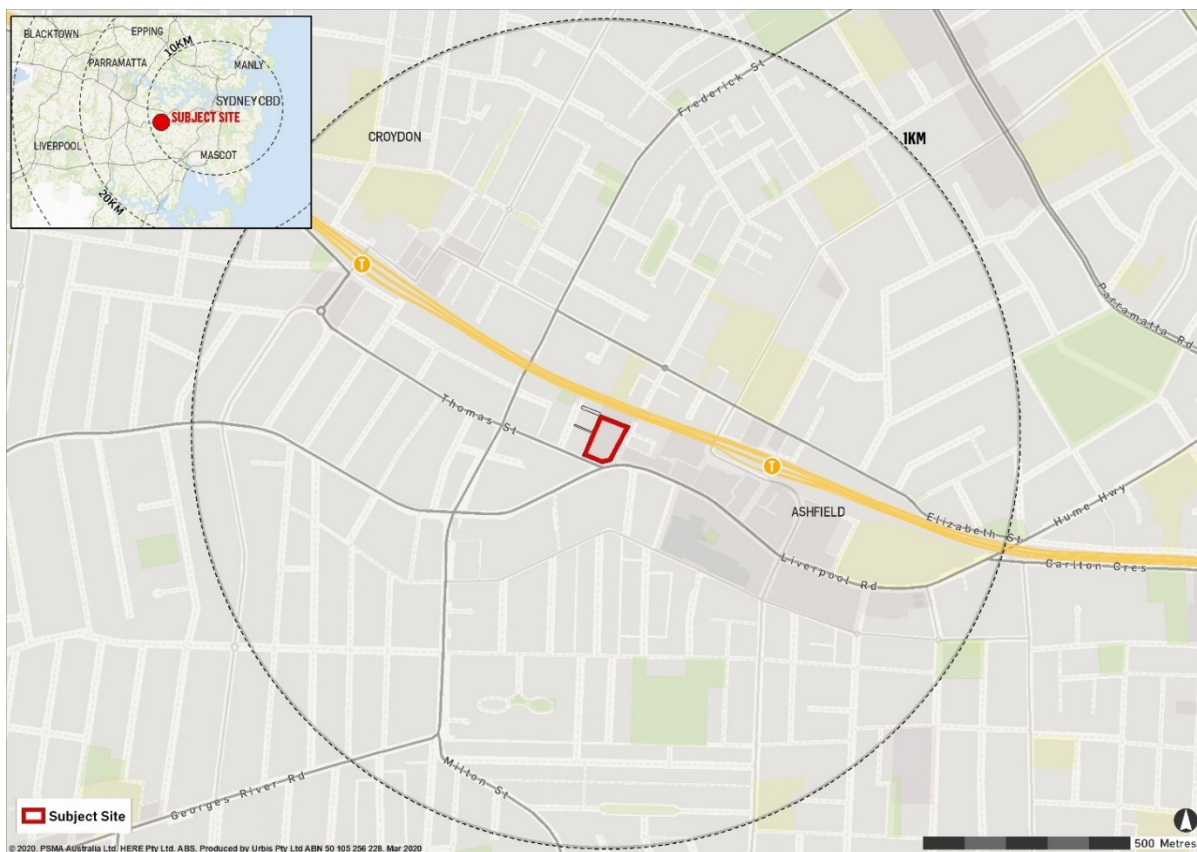 BLACKTOWN
EPPING
10KM
PARRAMATTA
MANLY
SYDNEY CBD
SUBJECT SITE
LIVERPOOL
MASCOT
20KM
CROYDON
Frederick St
1KM
Parramatta Rd
T
Thomas St
T
ASHFIELD
Hume Hwy
Elizabeth St
Carlton Cres
Liverpool Rd
Milton St
Georges River Rd
Subject Site
500 Metres
© 2020. PSMA Australia Ltd, HERE Pty Ltd. ABS. Produced by Urbis Pty Ltd ABN 50 105 256 228. Mar 2020